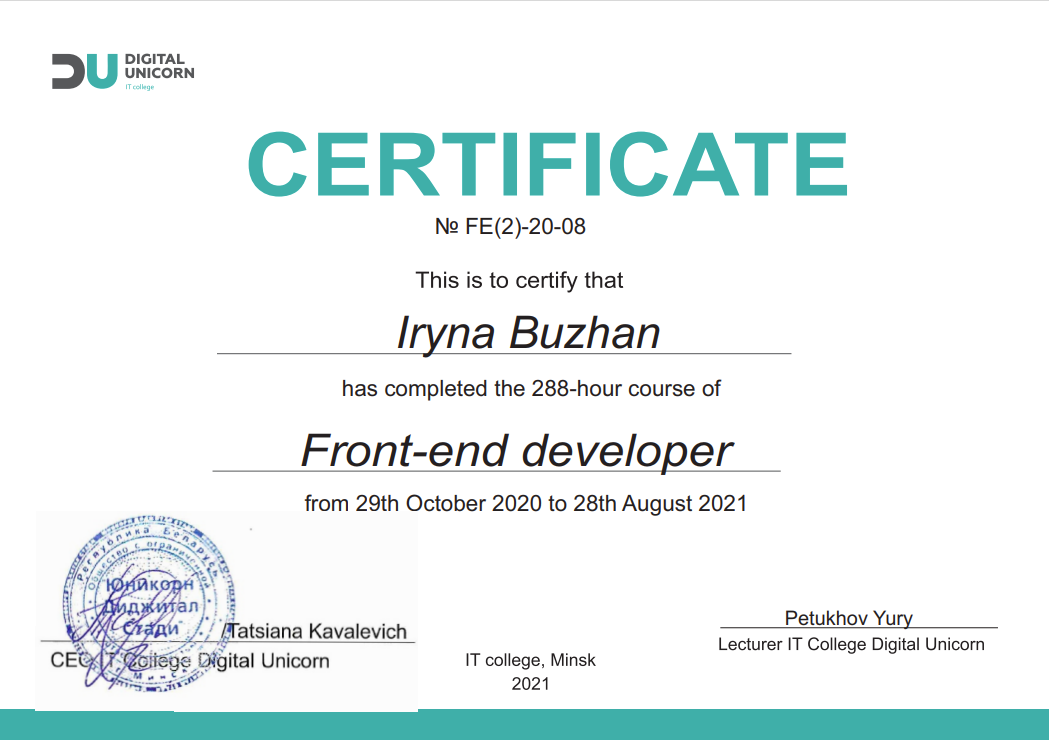 DIGITAL
UNICORN
IT college
CERTIFICATE
№ FE(2)-20-08
This is to certify that
Iryna Buzhan
has completed the 288-hour course of
Front-end developer
from 29th October 2020 to 28th August 2021
Республика Беларусь
Общество с ограниченной
Юникорн
Диджитал
Стади
Минск
/Tatsiana Kavalevich
CEO IT College Digital Unicorn
IT college, Minsk
2021
Petukhov Yury
Lecturer IT College Digital Unicorn